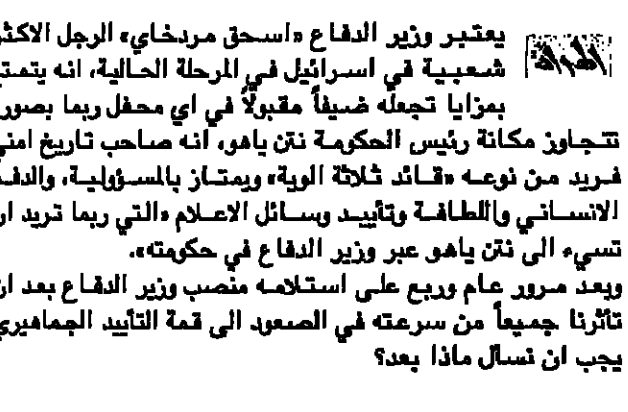 يعتبر وزير الدفاع «اسحق مردخاي» الرجل الاكثر
شعبية في اسرائيل في المرحلة الحالية، انه يتمتع
بمزايا تجعله ضيفاً مقبولاً في اي محفل ربما بصور
تتجاوز مكانة رئيس الحكومة نتن ياهو، انه صاحب تاريخ امني
فريد من نوعه «قائد ثلاثة الوية» ويمتاز بالمسؤولية، والدفء
الانساني واللطافة وتأييد وسائل الاعلام «التي ربما تريد ان
تسيء الى نتن ياهو عبر وزير الدفاع في حكومته».
وبعد مرور عام وربع على استلامه منصب وزير الدفاع بعد ان
تأثرنا جميعاً من سرعته في الصعود الى قمة التأييد الجماهيري
يجب ان نسأل ماذا بعد؟